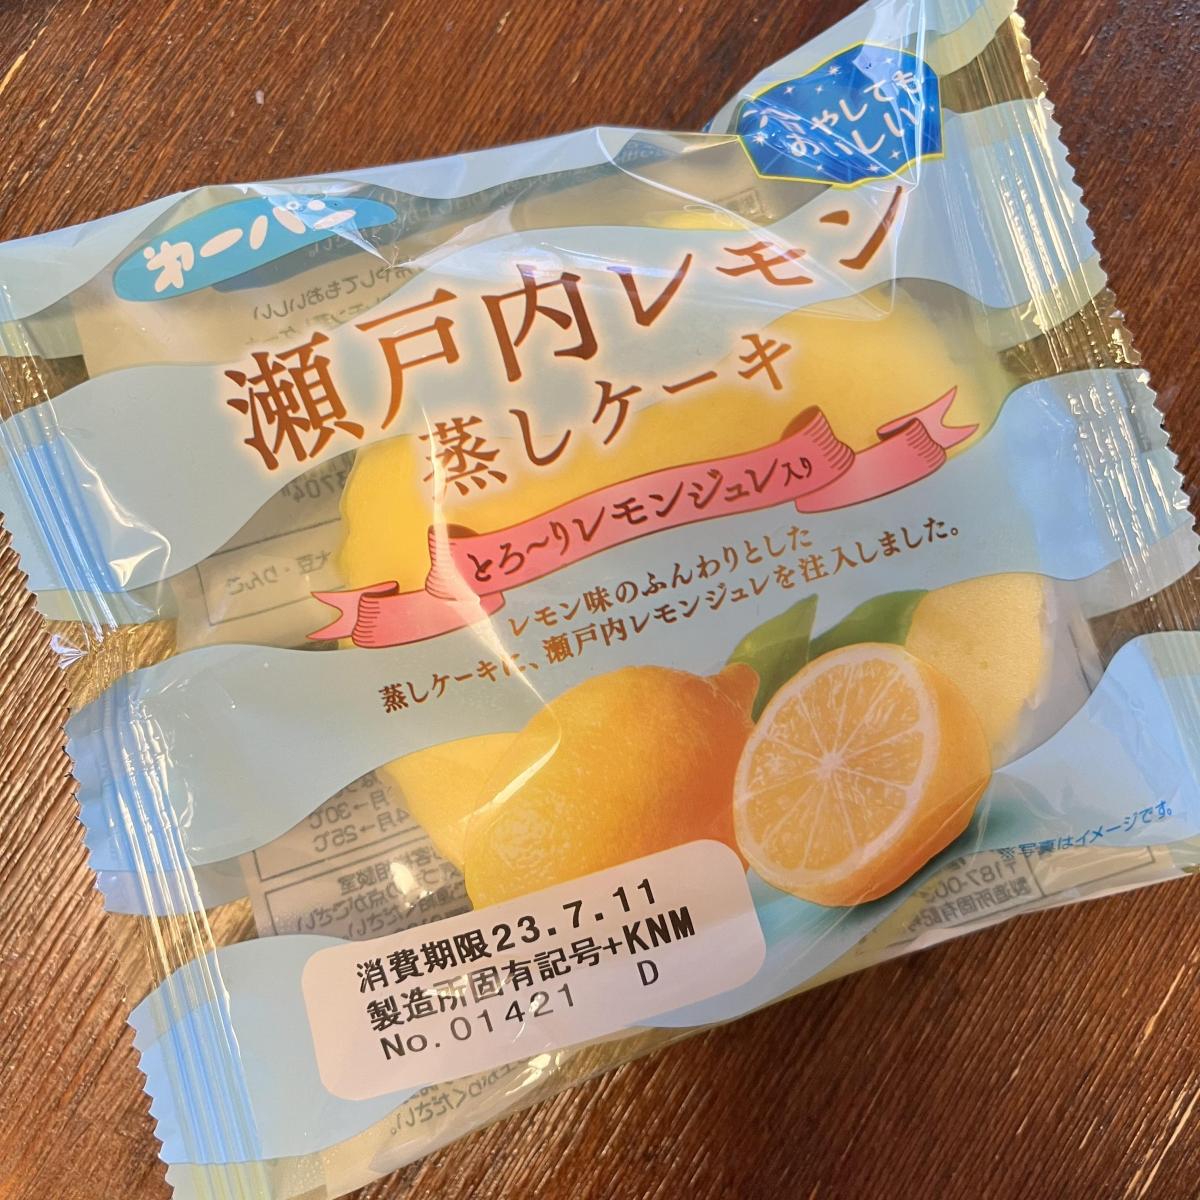 冷やしても
おいしい
第一パン
瀬戸内レモン
蒸しケーキ
とろ〜りレモンジュレ入り
レモン味のふんわりとした
蒸しケーキに、瀬戸内レモンジュレを注入しました。
※写真はイメージです。
消費期限23.7.11
製造所固有記号+KNM
No.01421 D